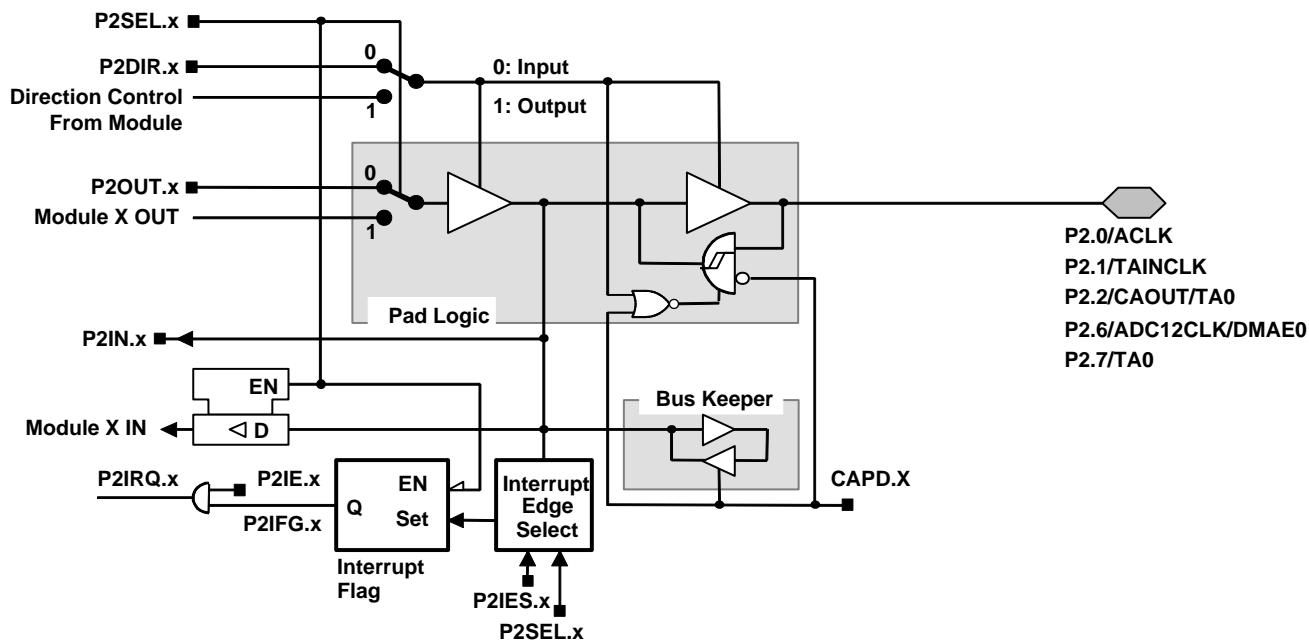 P2SEL.x
0
P2DIR.x
0: Input
Direction Control
From Module
1
1: Output
0
P2OUT.x
Module X OUT
1
P2.0/ACLK
P2.1/TAINCLK
P2.2/CAOUT/TA0
P2.6/ADC12CLK/DMAE0
P2.7/TA0
Pad Logic
P2IN.x
EN
Bus Keeper
Module X IN
D
CAPD.X
P2IRQ.x
P2IE.x
EN
Interrupt
Edge
Select
Q
Set
P2IFG.x
Interrupt
Flag
P2IES.x
P2SEL.x